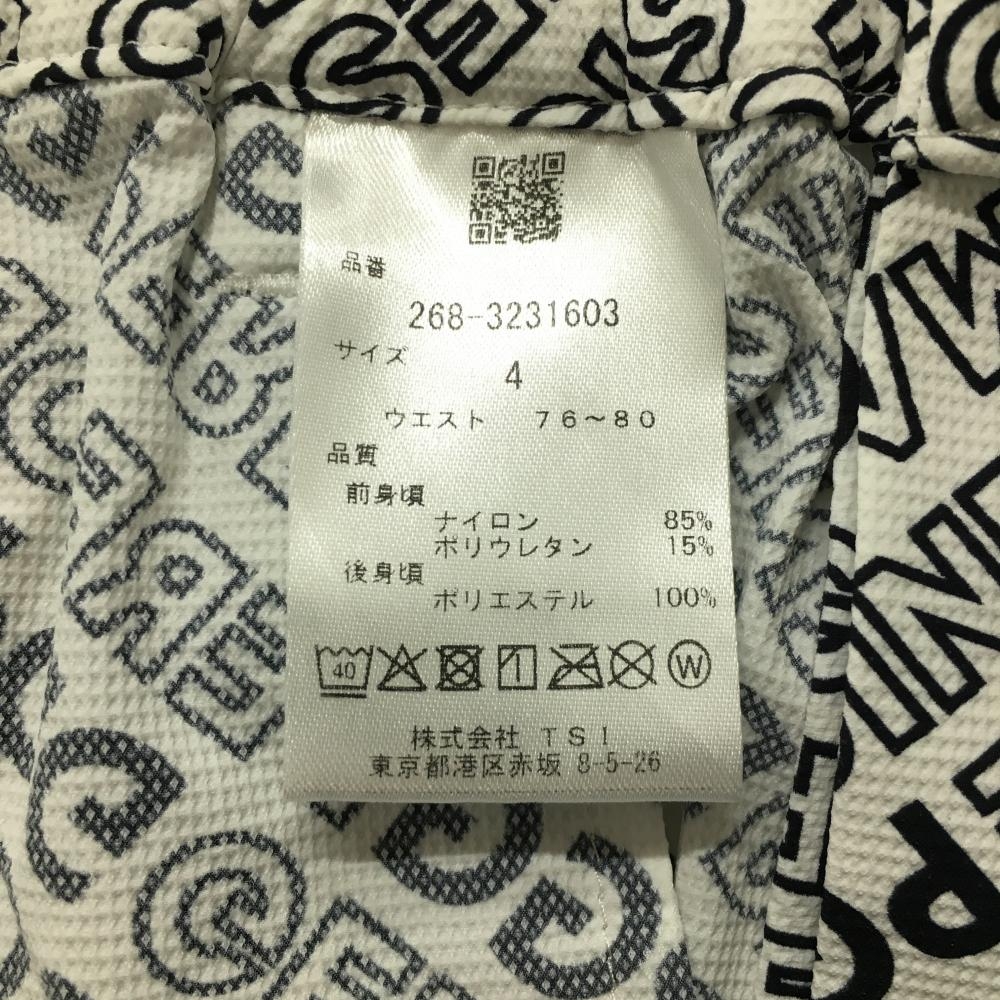 品番
268-3231603
サイズ
4
ウエスト 76～80
品質
前身頃
ナイロン 85%
ポリウレタン 15%
後身頃
ポリエステル 100%
40
W
株式会社 TSI
東京都港区赤坂 8-5-26